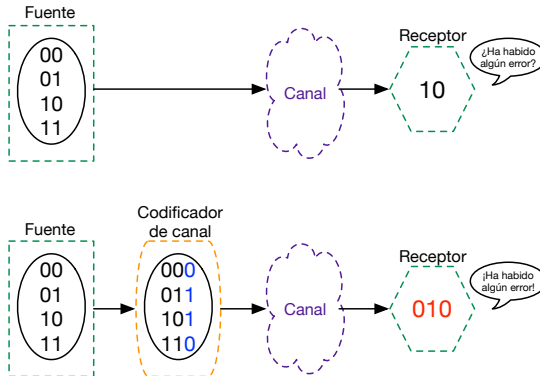 Fuente
00
01
10
11
Canal
Receptor
10
¿Ha habido
algún error?
Fuente
00
01
10
11
Codificador
de canal
000
011
101
110
Canal
Receptor
010
¡Ha habido
algún error!